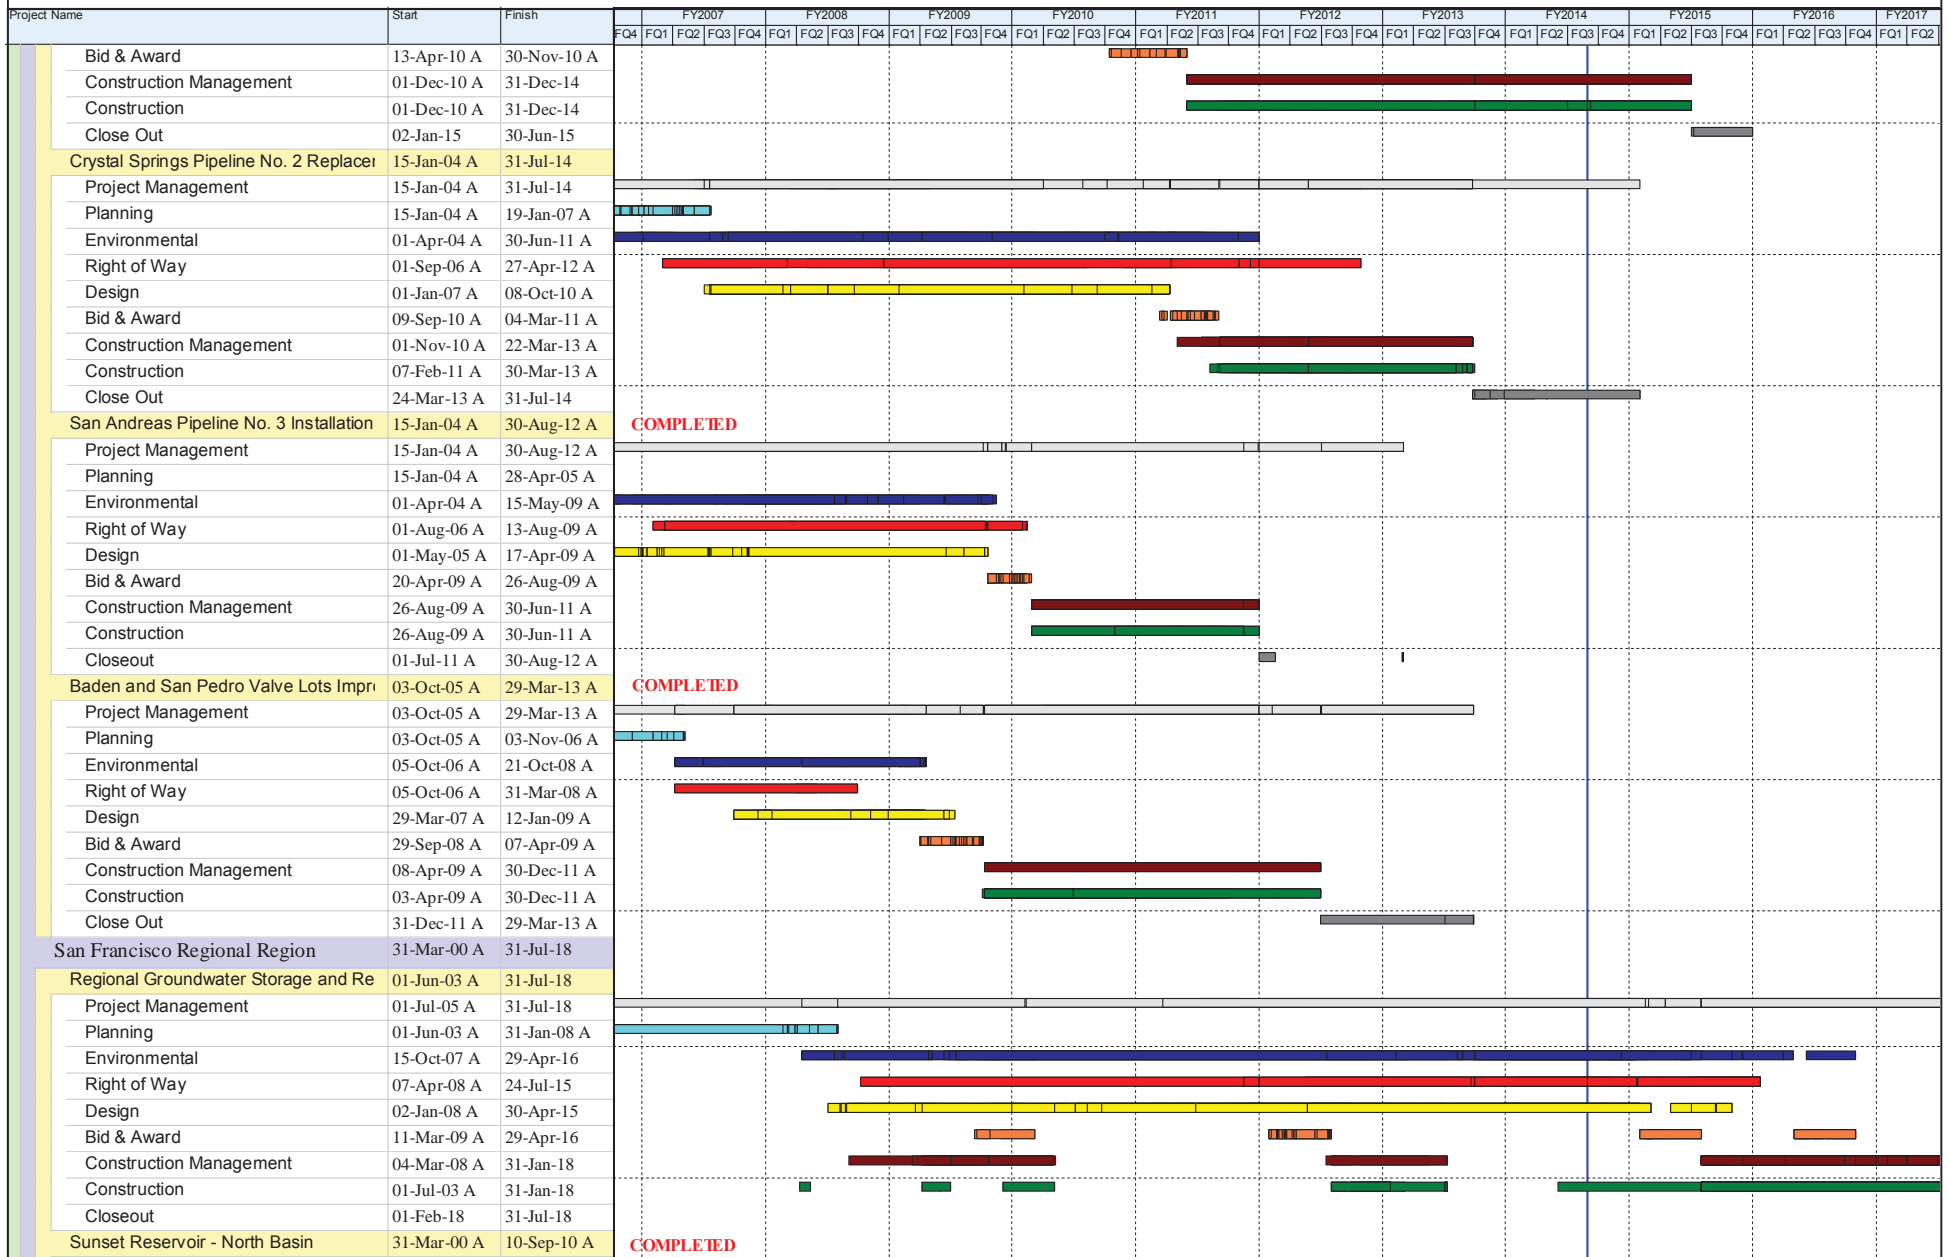 Project Name Start Finish FY2007 FY2008 FY2009 FY2010 FY2011 FY2012 FY2013 FY2014 FY2015 FY2016 FY2017
FQ4 FQ1 FQ2 FQ3 FQ4 FQ1 FQ2 FQ3 FQ4 FQ1 FQ2 FQ3 FQ4 FQ1 FQ2 FQ3 FQ4 FQ1 FQ2 FQ3 FQ4 FQ1 FQ2 FQ3 FQ4 FQ1 FQ2 FQ3 FQ4 FQ1 FQ2 FQ3 FQ4 FQ1 FQ2 FQ3 FQ4 FQ1 FQ2 FQ3 FQ4 FQ1 FQ2
Bid & Award 13-Apr-10 A 30-Nov-10 A
Construction Management 01-Dec-10 A 31-Dec-14
Construction 01-Dec-10 A 31-Dec-14
Close Out 02-Jan-15 30-Jun-15
Crystal Springs Pipeline No. 2 Replacer 15-Jan-04 A 31-Jul-14
Project Management 15-Jan-04 A 31-Jul-14
Planning 15-Jan-04 A 19-Jan-07 A
Environmental 01-Apr-04 A 30-Jun-11 A
Right of Way 01-Sep-06 A 27-Apr-12 A
Design 01-Jan-07 A 08-Oct-10 A
Bid & Award 09-Sep-10 A 04-Mar-11 A
Construction Management 01-Nov-10 A 22-Mar-13 A
Construction 07-Feb-11 A 30-Mar-13 A
Close Out 24-Mar-13 A 31-Jul-14
San Andreas Pipeline No. 3 Installation 15-Jan-04 A 30-Aug-12 A COMPLETED
Project Management 15-Jan-04 A 30-Aug-12 A
Planning 15-Jan-04 A 28-Apr-05 A
Environmental 01-Apr-04 A 15-May-09 A
Right of Way 01-Aug-06 A 13-Aug-09 A
Design 01-May-05 A 17-Apr-09 A
Bid & Award 20-Apr-09 A 26-Aug-09 A
Construction Management 26-Aug-09 A 30-Jun-11 A
Construction 26-Aug-09 A 30-Jun-11 A
Closeout 01-Jul-11 A 30-Aug-12 A
Baden and San Pedro Valve Lots Impr 03-Oct-05 A 29-Mar-13 A COMPLETED
Project Management 03-Oct-05 A 29-Mar-13 A
Planning 03-Oct-05 A 03-Nov-06 A
Environmental 05-Oct-06 A 21-Oct-08 A
Right of Way 05-Oct-06 A 31-Mar-08 A
Design 29-Mar-07 A 12-Jan-09 A
Bid & Award 29-Sep-08 A 07-Apr-09 A
Construction Management 08-Apr-09 A 30-Dec-11 A
Construction 03-Apr-09 A 30-Dec-11 A
Close Out 31-Dec-11 A 29-Mar-13 A
San Francisco Regional Region 31-Mar-00 A 31-Jul-18
Regional Groundwater Storage and Re 01-Jun-03 A 31-Jul-18
Project Management 01-Jul-05 A 31-Jul-18
Planning 01-Jun-03 A 31-Jan-08 A
Environmental 15-Oct-07 A 29-Apr-16
Right of Way 07-Apr-08 A 24-Jul-15
Design 02-Jan-08 A 30-Apr-15
Bid & Award 11-Mar-09 A 29-Apr-16
Construction Management 04-Mar-08 A 31-Jan-18
Construction 01-Jul-03 A 31-Jan-18
Closeout 01-Feb-18 31-Jul-18
Sunset Reservoir - North Basin 31-Mar-00 A 10-Sep-10 A COMPLETED